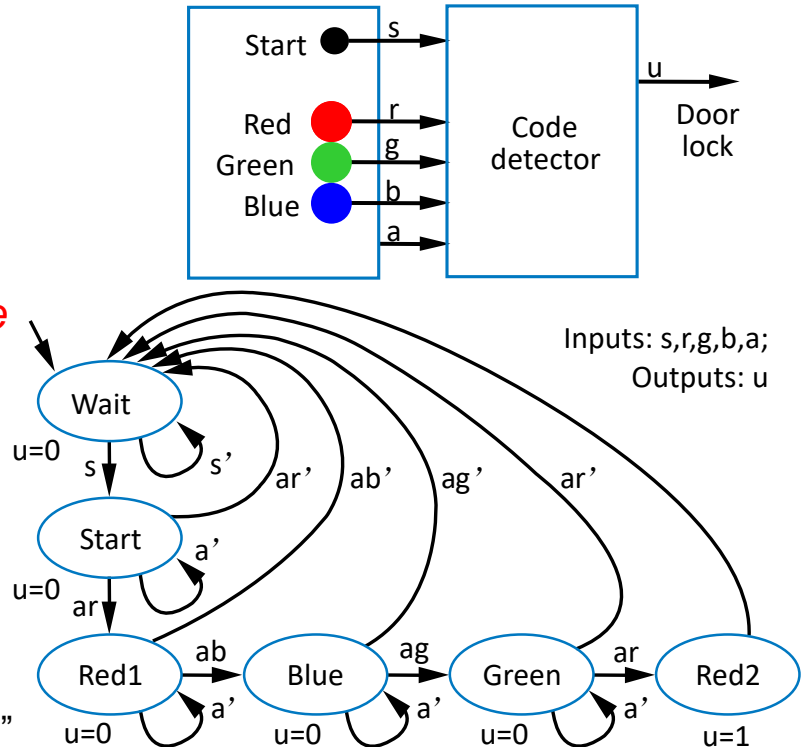 Start
s
u
Red
r
Code
detector
Door
lock
Green
g
Blue
b
a
e
Inputs: s,r,g,b,a;
Outputs: u
Wait
u=0
s
s’
ar’
ab’
ag’
ar’
Start
a’
u=0
ar
Red1
ab
Blue
ag
Green
ar
Red2
”
u=0
a’
u=0
a’
u=0
a’
u=1